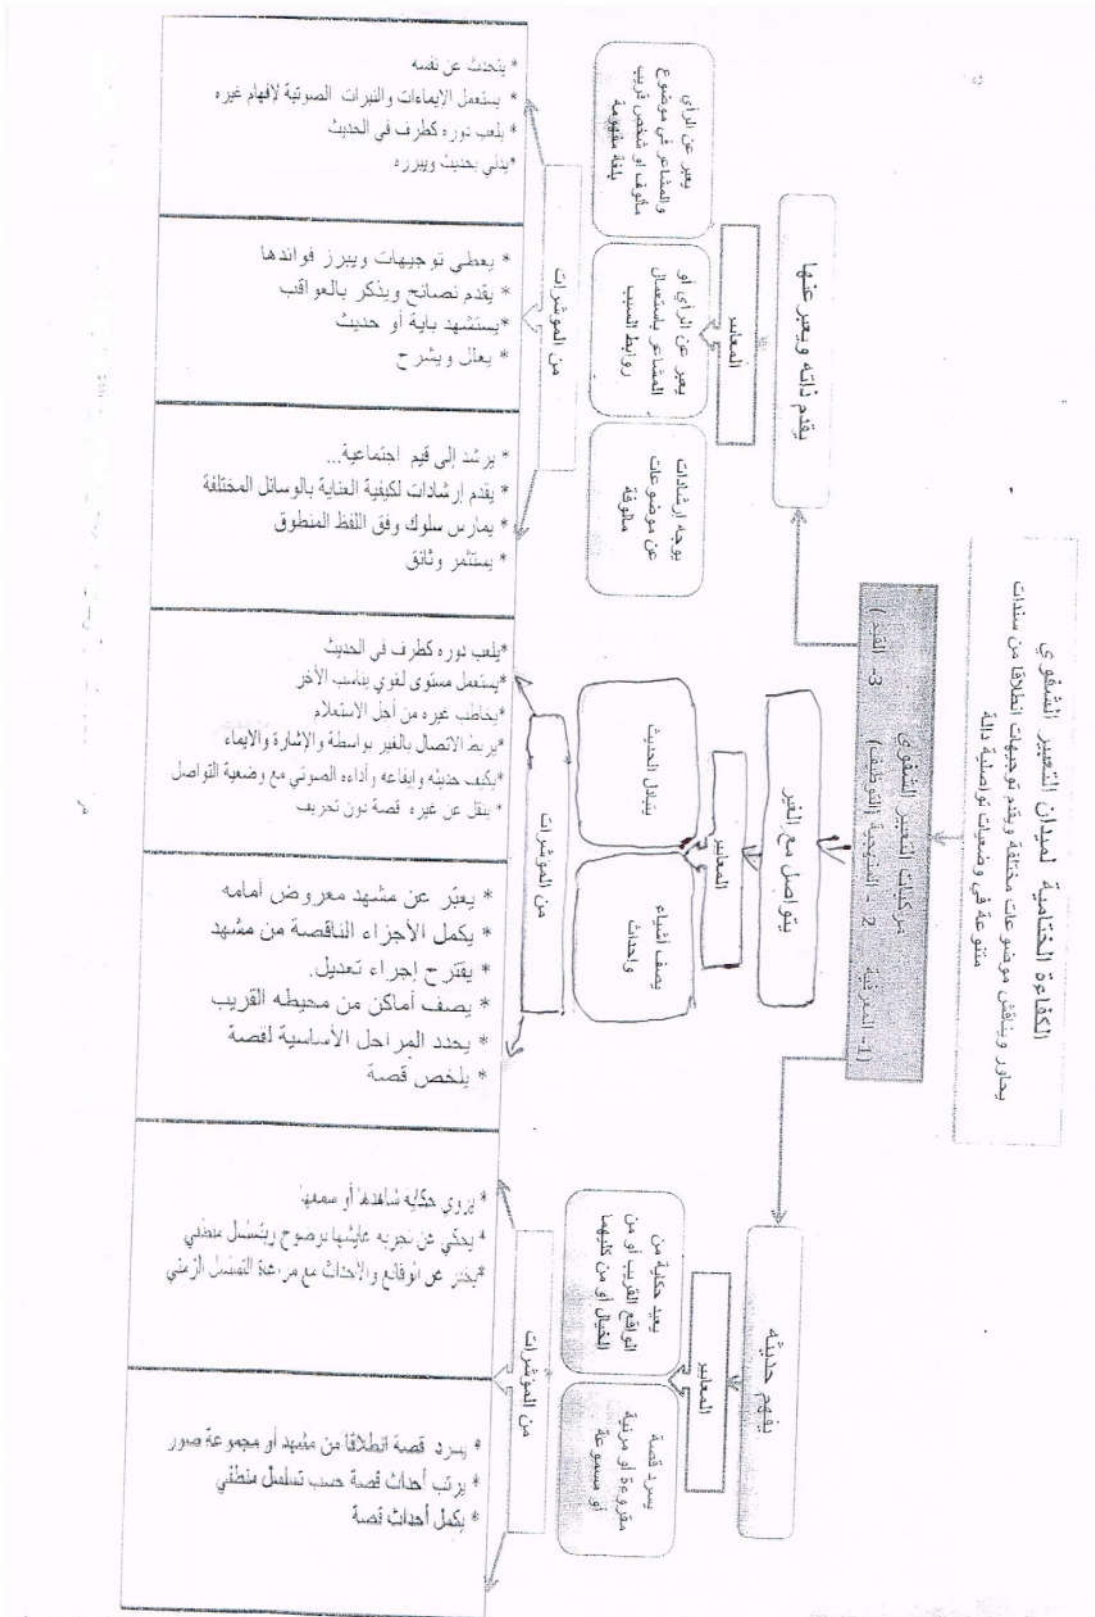 الكفاءة الختامية لميدان التعبير الشفوي
يحاور ويناقش موضوعات مختلفة ويقدم توجيهات انطلاقا من سندات
متنوعة في وضعيات تواصلية دالة
مركبات التعبير الشفوي
(1- المعرفية 2 - المنهجية (التوظيف) 3- القيم )
يقدم ذاته ويعبر عنها
المعايير
يعبر عن الرأي
والمشاعر في موضوع
مألوف او شخص قريب
بلغة مفهومة
يعبر عن الرأي أو
المشاعر باستعمال
روابط السبب
يوجه ارشادات
عن موضوعات
مألوفة
من المؤشرات
* يتحدث عن نفسه
* يستعمل الايماءات والنبرات الصوتية لافهام غيره
* يلعب دوره كطرف في الحديث
*يدلي بحديث ويبرره
* يعطي توجيهات ويبرز فوائدها
* يقدم نصائح ويذكر بالعواقب
*يستشهد باية أو حديث
* يعلل ويشرح
* يرشد إلى قيم اجتماعية...
* يقدم إرشادات لكيفية العناية بالوسائل المختلفة
* يمارس سلوك وفق اللفظ المنطوق
* يستثمر وثائق
يتواصل مع الغير
المعايير
يتبادل الحديث
يصف أشياء
وأحداث
من المؤشرات
*يلعب دوره كطرف في الحديث
*يستعمل مستوى لغوي يناسب الأخر
*يخاطب غيره من أجل الاستعلام
*يربط الاتصال بالغير بواسطة والإشارة والايماء
*يكيف حديثه وإيقاعه وأداءه الصوتي مع وضعية التواصل
* ينقل عن غيره قصة دون تحريف
* يعبّر عن مشهد معروض أمامه
* يكمل الأجزاء الناقصة من مشهد
* يقترح إجراء تعديل.
* يصف أماكن من محيطه القريب
* يحدد المراحل الأساسية لقصة
* يلخص قصة
يفهم حديثه
المعايير
يعيد حكاية من
الواقع القريب أو من
الخيال أو من كليهما
يسرد قصة
مقروءة أو مرئية
أو مسموعة
من المؤشرات
* يروي حكاية شاهدها أو سمعها
* يحكي عن تجربة عايشها بوضوح وبتسلسل منطقي
*يخبر عن الوقائع والأحداث مع مراعاة التسلسل الزمني
* يسرد قصة انطلاقا من مشهد أو مجموعة صور
* يرتب أحداث قصة حسب تسلسل منطقي
* يكمل أحداث قصة